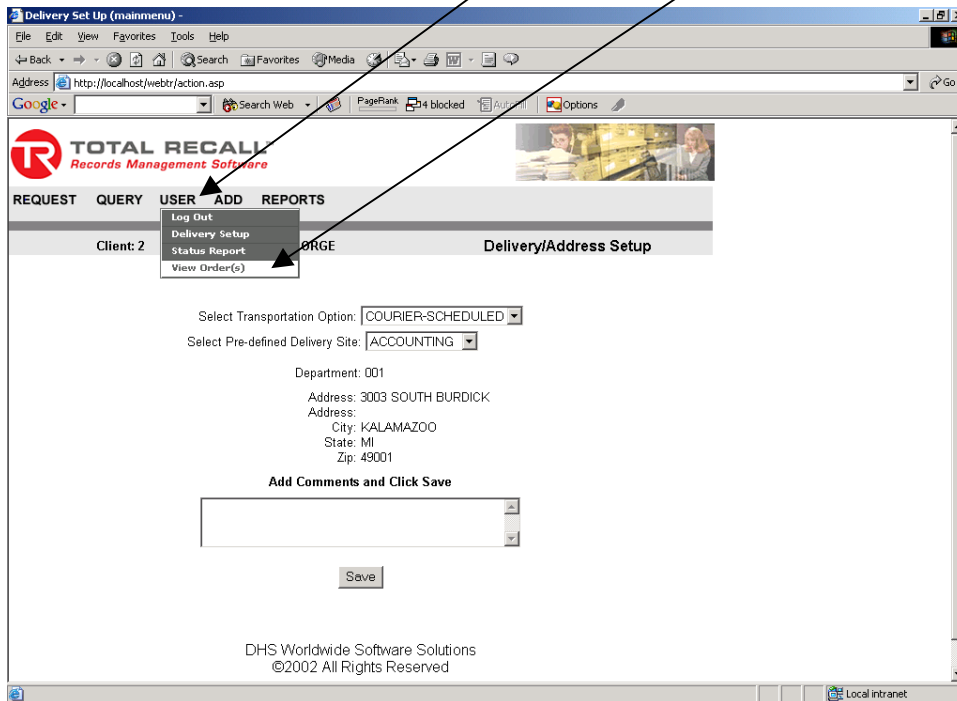 Delivery Set Up (mainmenu) -
File Edit View Favorites Tools Help
Back Search Favorites Media
Address http://localhost/webtr/action.asp Go
Google Search Web PageRank 4 blocked AutoFill Options
TOTAL RECALL™
Records Management Software
REQUEST QUERY USER ADD REPORTS
Log Out
Delivery Setup
Client: 2 ORGE Delivery/Address Setup
Status Report
View Order(s)
Select Transportation Option: COURIER-SCHEDULED
Select Pre-defined Delivery Site: ACCOUNTING
Department: 001
Address: 3003 SOUTH BURDICK
Address:
City: KALAMAZOO
State: MI
Zip: 49001
Add Comments and Click Save
Save
DHS Worldwide Software Solutions
©2002 All Rights Reserved
Local intranet